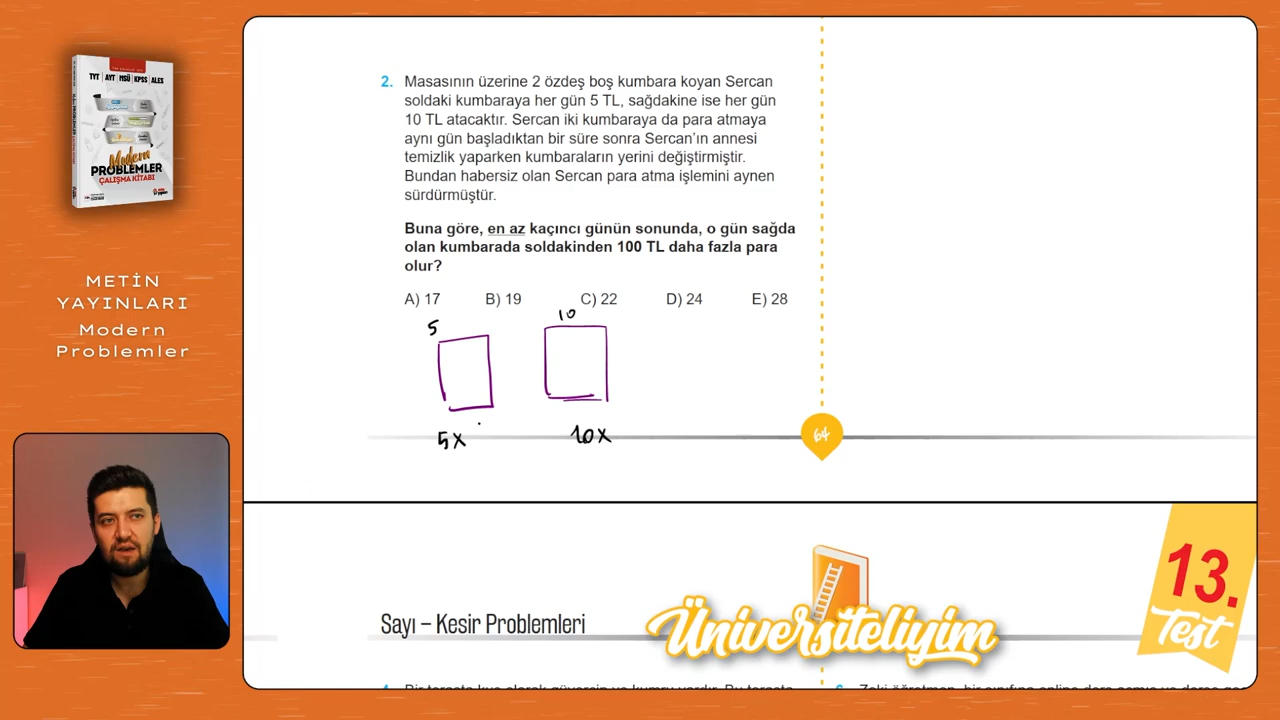 TYT | AYT | MSÜ | KPSS | ALES
Modern
PROBLEMLER
ÇALIŞMA KİTABI
METİN
YAYINLARI
Modern
Problemler
2. Masasının üzerine 2 özdeş boş kumbara koyan Sercan
soldaki kumbaraya her gün 5 TL, sağdakine ise her gün
10 TL atacaktır. Sercan iki kumbaraya da para atmaya
aynı gün başladıktan bir süre sonra Sercan’ın annesi
temizlik yaparken kumbaraların yerini değiştirmiştir.
Bundan habersiz olan Sercan para atma işlemini aynen
sürdürmüştür.
Buna göre, en az kaçıncı günün sonunda, o gün sağda
olan kumbarada soldakinden 100 TL daha fazla para
olur?
A) 17 B) 19 C) 22 D) 24 E) 28
5 10
5x 10x
64
13.
Test
Sayı – Kesir Problemleri
Üniversiteliyim